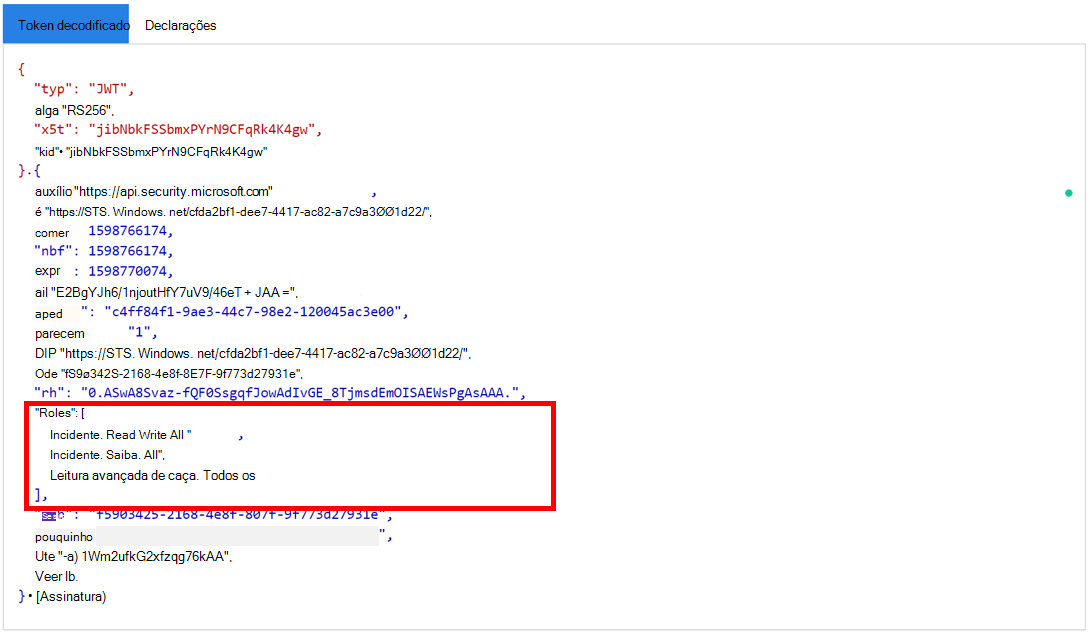 Token decodificado Declarações
{
"typ": "JWT",
alga "RS256",
"x5t": "jibNbkFSSbmxPYrN9CFqRk4K4gw",
"kid"• "jibNbkFSSbmxPYrN9CFqRk4K4gw"
}.{
auxílio "https://api.security.microsoft.com" ,
é "https://STS. Windows. net/cfda2bf1-dee7-4417-ac82-a7c9a3ØØ1d22/",
comer 1598766174,
"nbf": 1598766174,
expr : 1598770074,
ail "E2BgYJh6/1njoutHfY7uV9/46eT + JAA =",
aped ": "c4ff84f1-9ae3-44c7-98e2-120045ac3e00",
parecem "1",
DIP "https://STS. Windows. net/cfda2bf1-dee7-4417-ac82-a7c9a3ØØ1d22/",
Ode "fS9ø342S-2168-4e8f-8E7F-9f773d27931e",
"rh": "0.ASwA8Svaz-fQF0SsgqfJowAdIvGE_8TjmsdEmOISAEWsPgAsAAA.",
"Roles": [
Incidente. Read Write All " ,
Incidente. Saiba. All",
Leitura avançada de caça. Todos os
],
": "f5903425-2168-4e8f-807f-9f773d27931e",
pouquinho ",
Ute "-a) 1Wm2ufkG2xfzqg76kAA",
Veer lb.
} • [Assinatura)